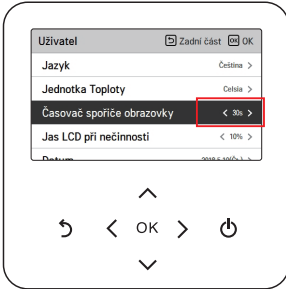 Uživatel Zadní část OK OK
Jazyk Čeština >
Jednotka Toploty Celsia >
Časovač spořiče obrazovky < 30s >
Jas LCD při nečinnosti < 10% >
Datum
OK